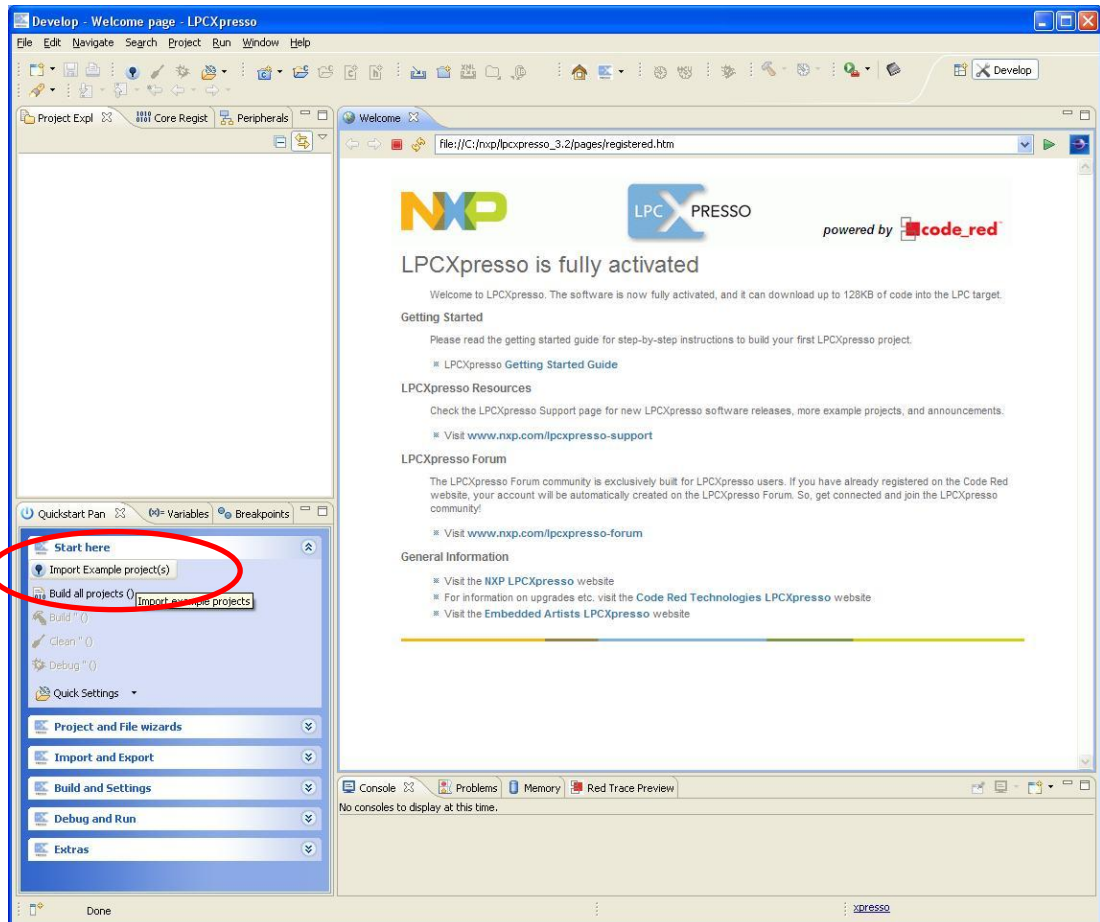 Develop - Welcome page - LPCXpresso
File Edit Navigate Search Project Run Window Help
Develop
Project Expl
Core Regist
Peripherals
Welcome
file://C:/nxp/lpcxpresso_3.2/pages/registered.htm
NXP
LPC XPRESSO
powered by code_red
LPCXpresso is fully activated
Welcome to LPCXpresso. The software is now fully activated, and it can download up to 128KB of code into the LPC target.
Getting Started
Please read the getting started guide for step-by-step instructions to build your first LPCXpresso project.
LPCXpresso Getting Started Guide
LPCXpresso Resources
Check the LPCXpresso Support page for new LPCXpresso software releases, more example projects, and announcements.
Visit www.nxp.com/lpcxpresso-support
LPCXpresso Forum
The LPCXpresso Forum community is exclusively built for LPCXpresso users. If you have already registered on the Code Red
website, your account will be automatically created on the LPCXpresso Forum. So, get connected and join the LPCXpresso
community!
Visit www.nxp.com/lpcxpresso-forum
General Information
Visit the NXP LPCXpresso website
For information on upgrades etc. visit the Code Red Technologies LPCXpresso website
Visit the Embedded Artists LPCXpresso website
Quickstart Pan
(x)= Variables
Breakpoints
Start here
Import Example project(s)
Build all projects ()
Import example projects
Build '' ()
Clean '' ()
Debug '' ()
Quick Settings
Project and File wizards
Import and Export
Build and Settings
Debug and Run
Extras
Console
Problems
Memory
Red Trace Preview
No consoles to display at this time.
Done
xpresso